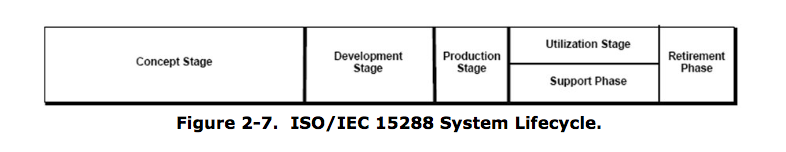 Concept Stage
Development
Stage
Production
Stage
Utilization Stage
Support Phase
Retirement
Phase
Figure 2-7. ISO/IEC 15288 System Lifecycle.